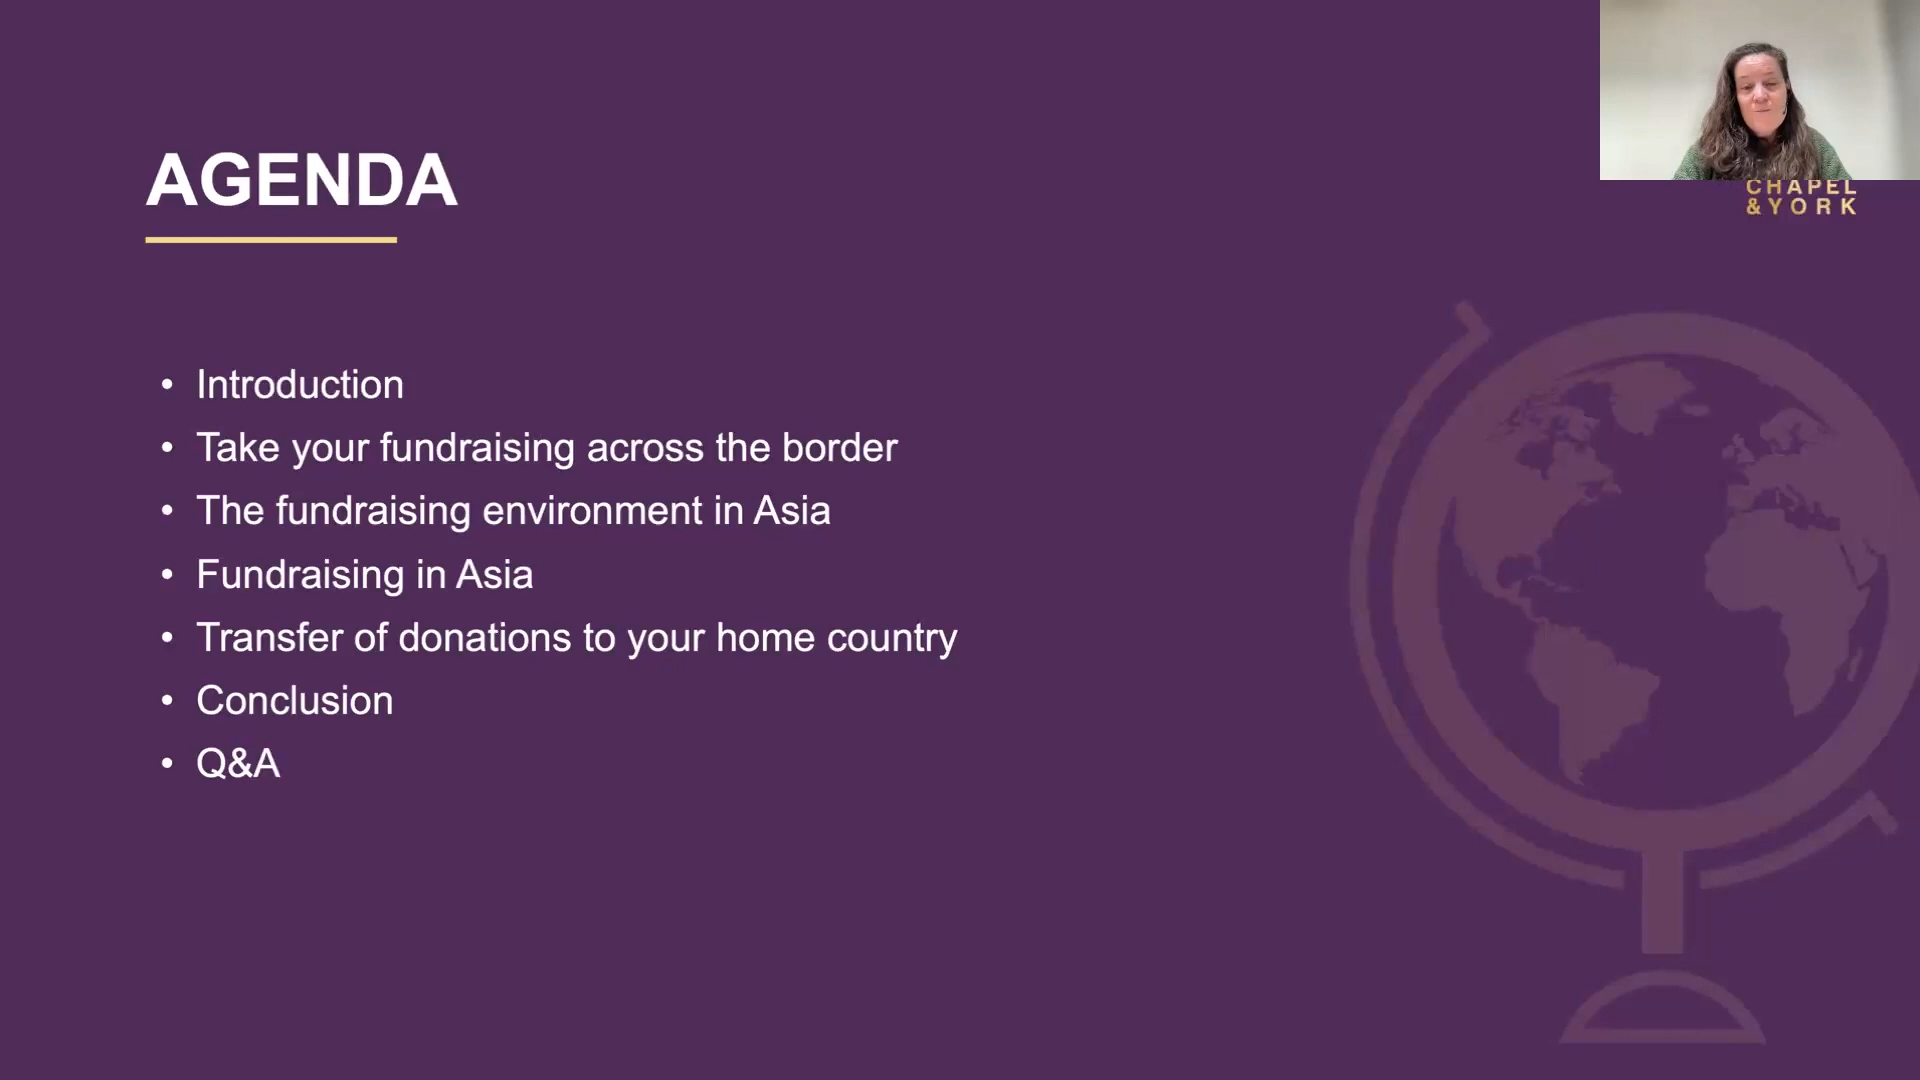 AGENDA
CHAPEL
&YORK
• Introduction
• Take your fundraising across the border
• The fundraising environment in Asia
• Fundraising in Asia
• Transfer of donations to your home country
• Conclusion
• Q&A